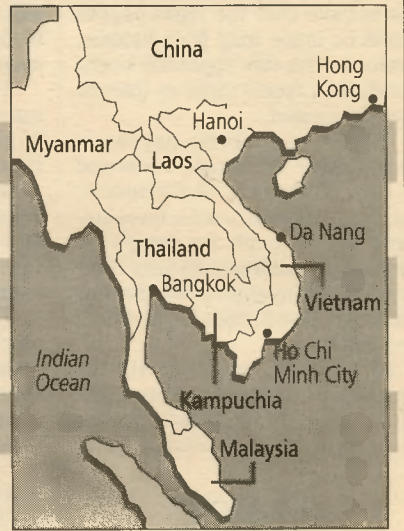 China
Hong
Kong
Hanoi
Myanmar
Laos
Da Nang
Thailand
Bangkok
Vietnam
Ho Chi
Minh City
Indian
Ocean
Kampuchia
Malaysia